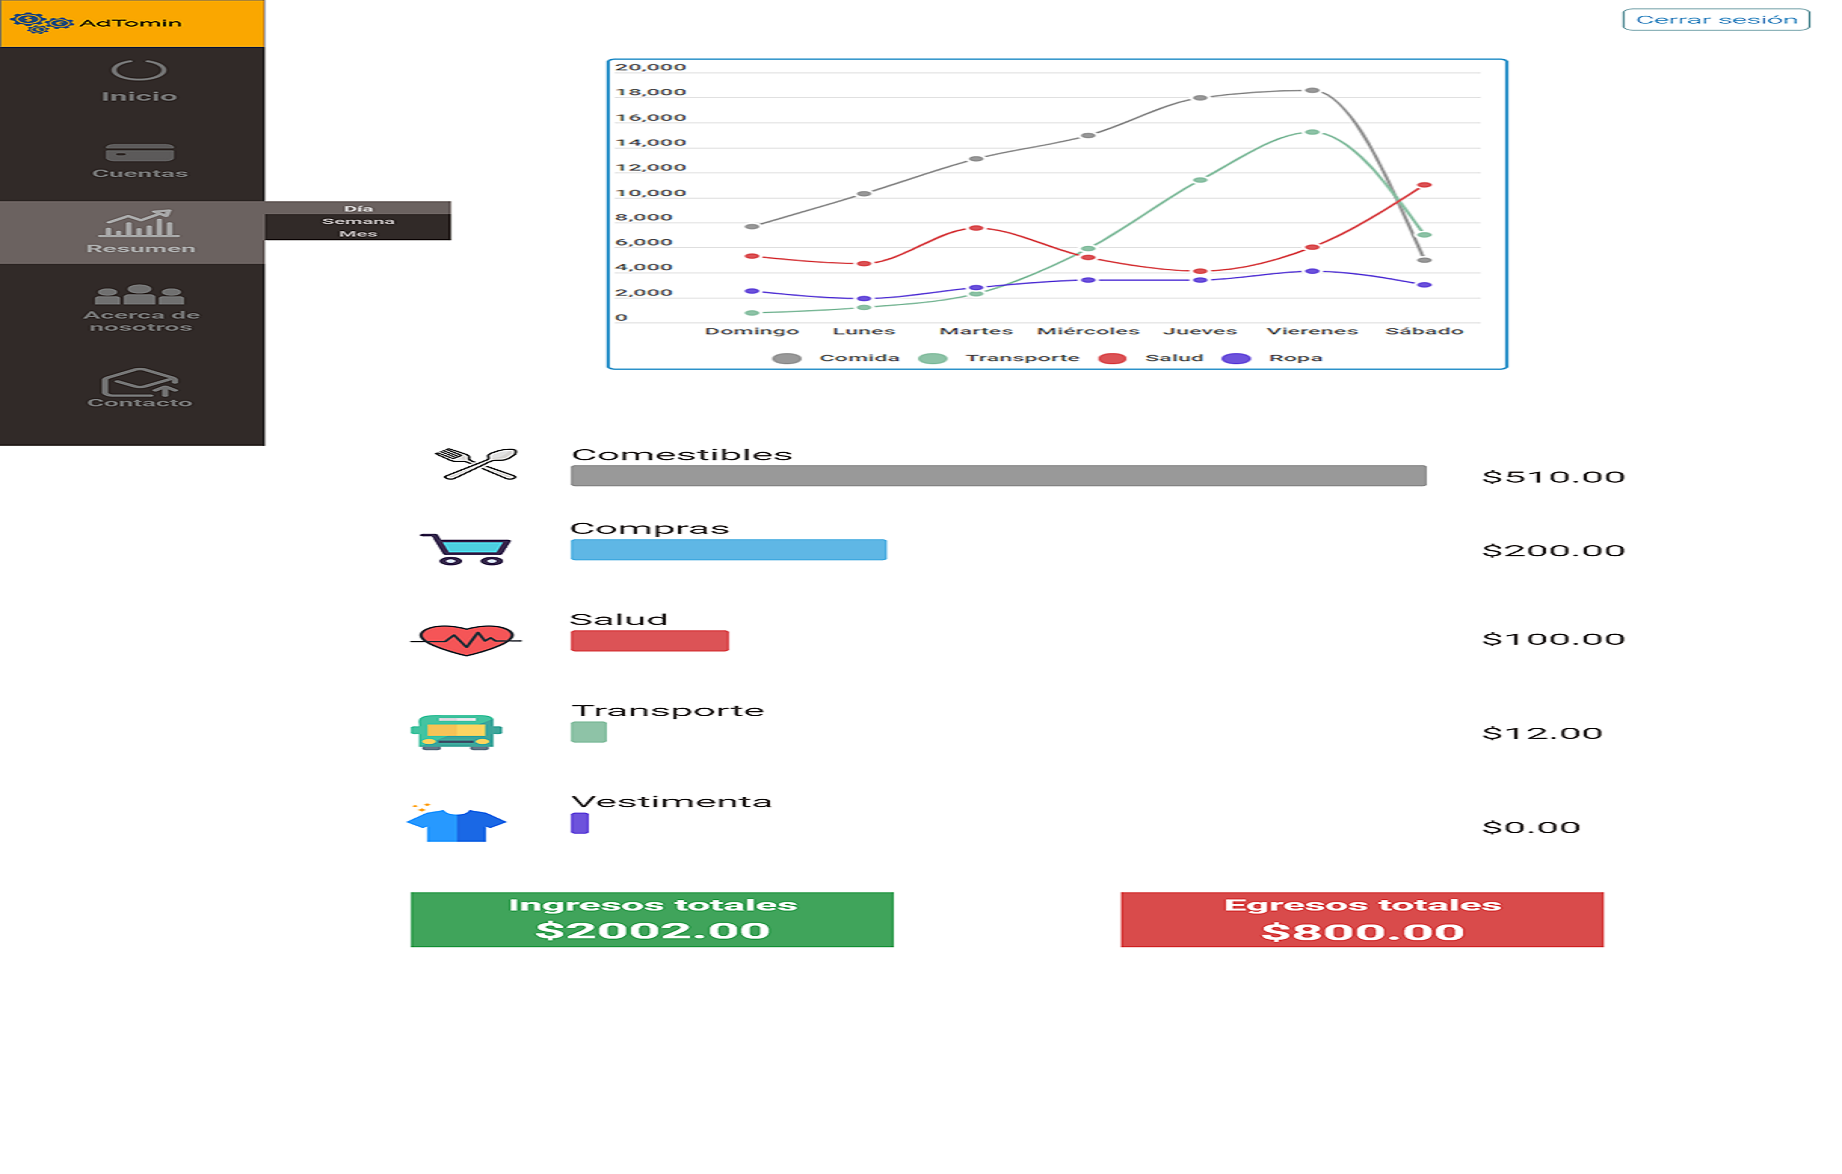 AdTomin
Cerrar sesión
Inicio
Cuentas
Resumen
Día
Semana
Mes
Acerca de
nosotros
Contacto
20,000
18,000
16,000
14,000
12,000
10,000
8,000
6,000
4,000
2,000
0
Domingo Lunes Martes Miércoles Jueves Vierenes Sábado
Comida Transporte Salud Ropa
Comestibles
$510.00
Compras
$200.00
Salud
$100.00
Transporte
$12.00
Vestimenta
$0.00
Ingresos totales
$2002.00
Egresos totales
$800.00